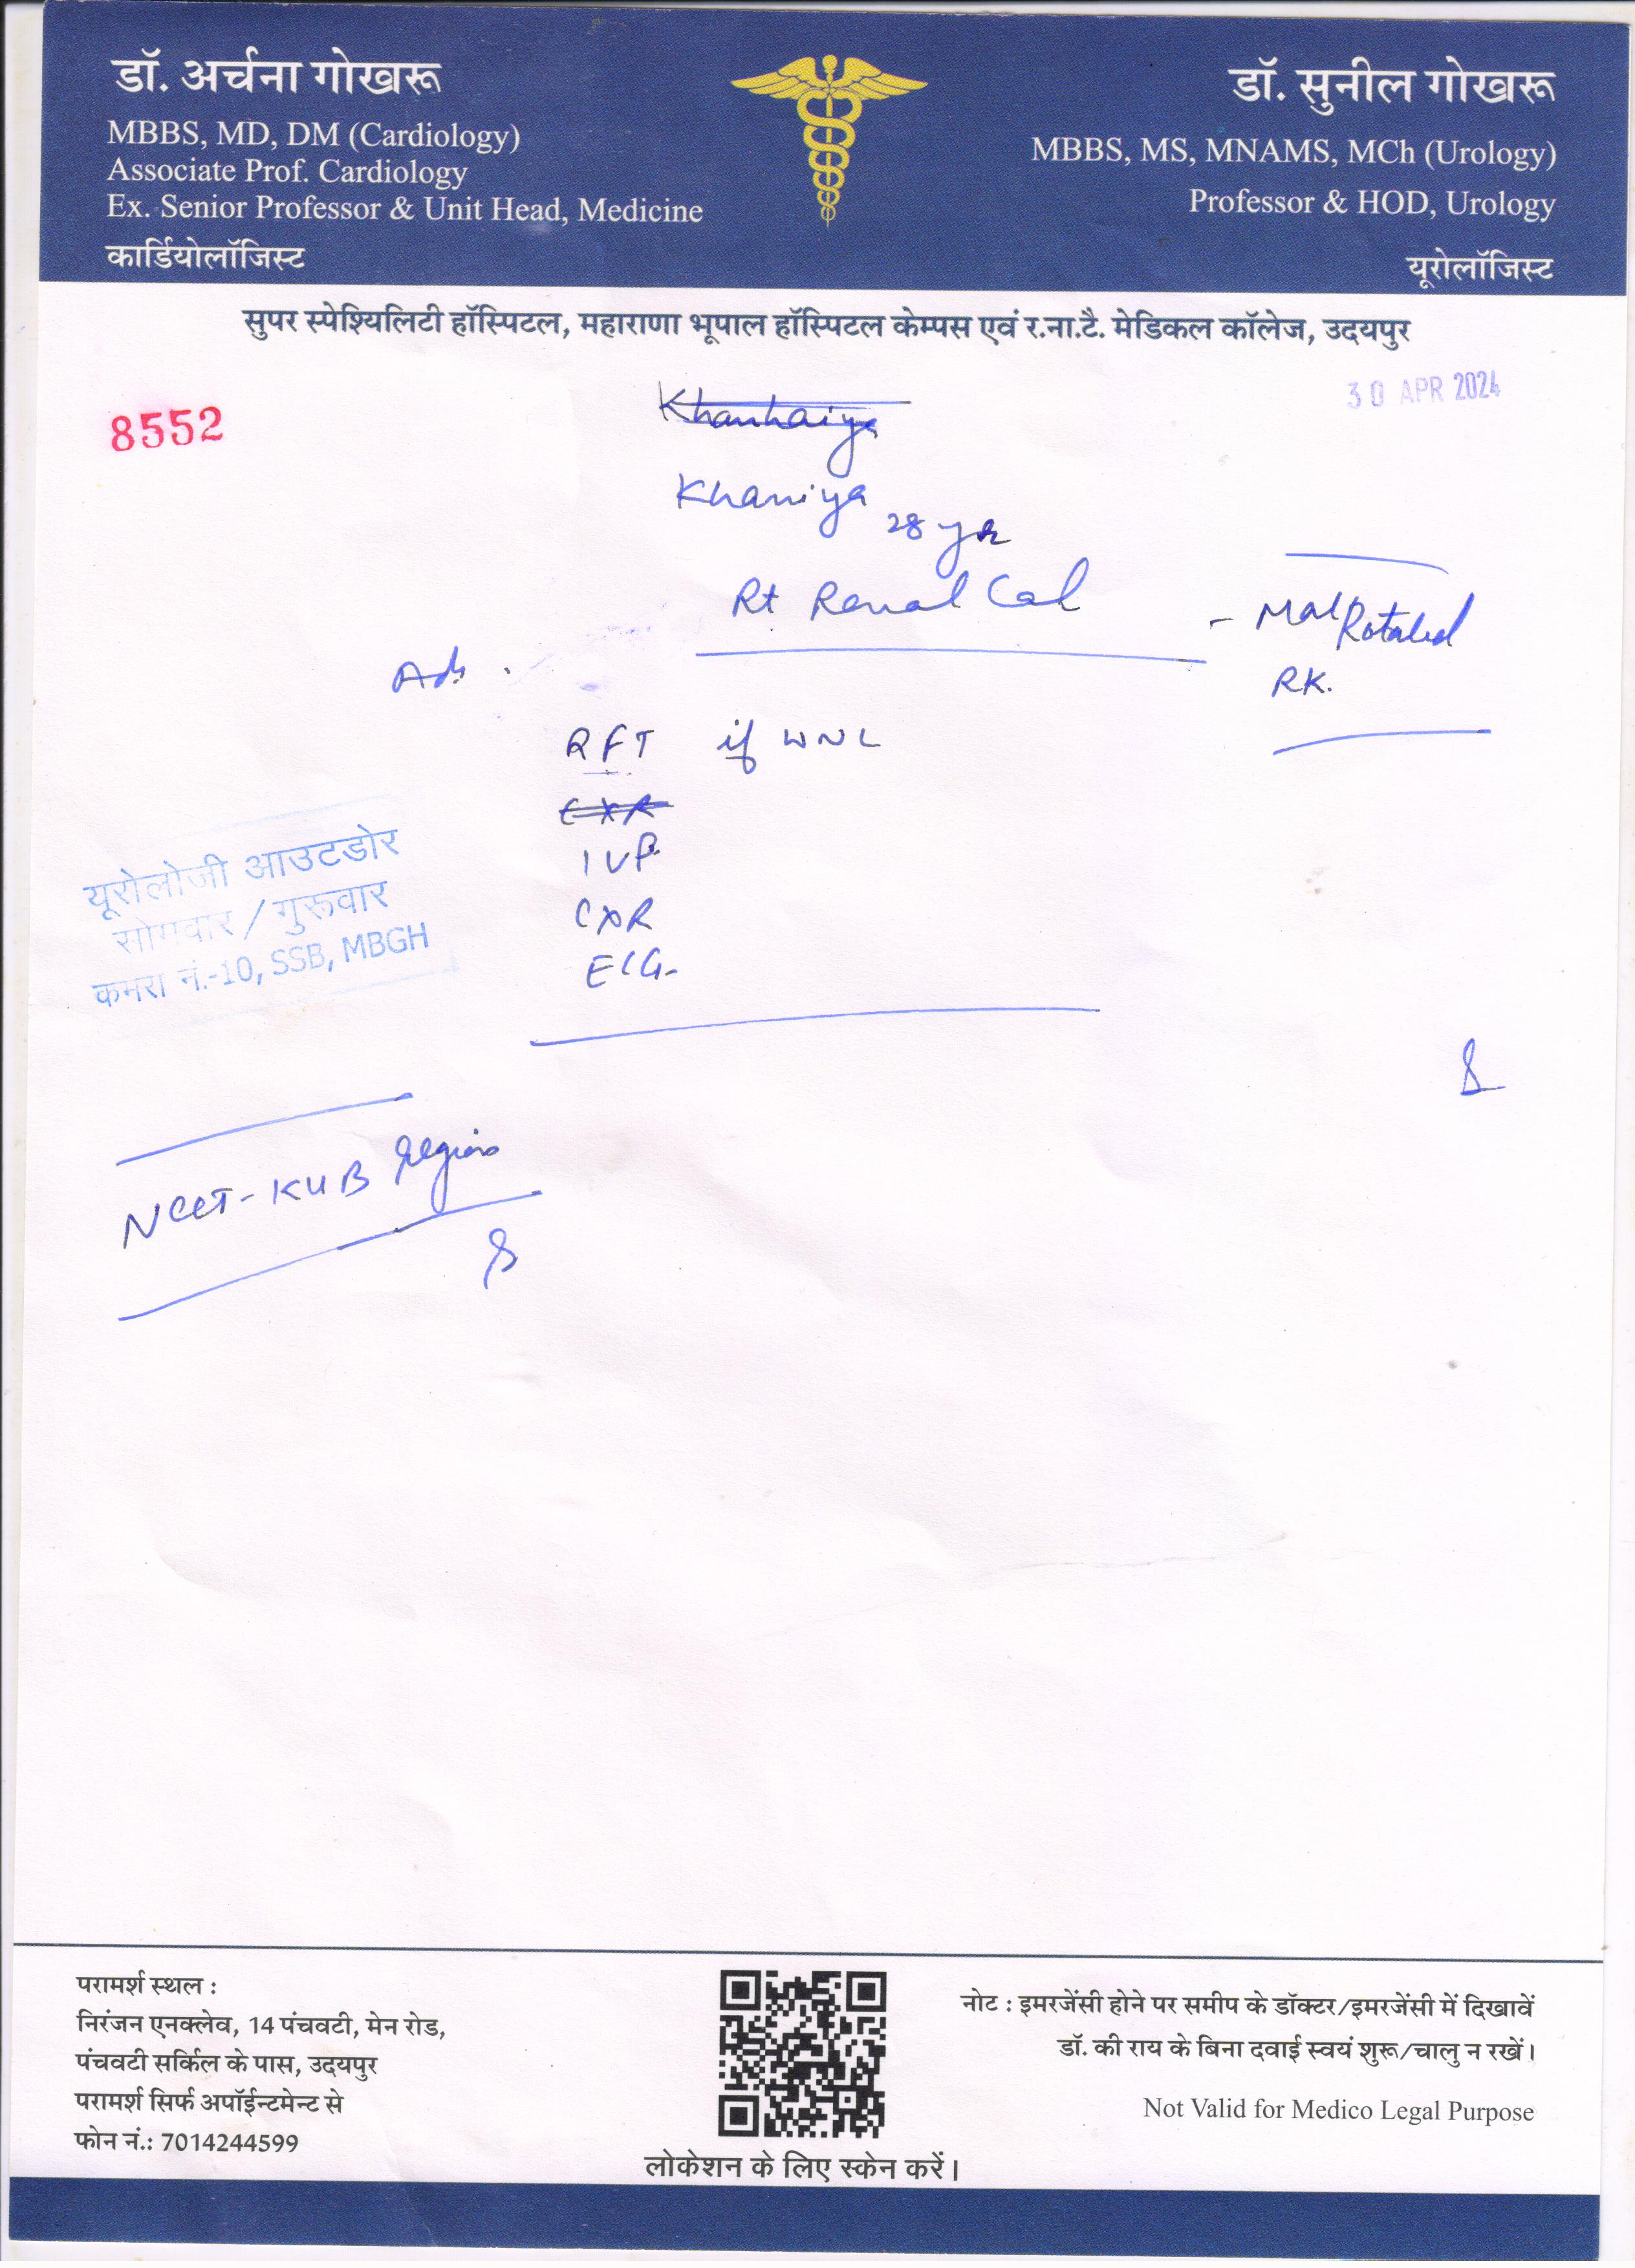 डॉ. अर्चना गोखरू
MBBS, MD, DM (Cardiology)
Associate Prof. Cardiology
Ex. Senior Professor & Unit Head, Medicine
कार्डियोलॉजिस्ट
डॉ. सुनील गोखरू
MBBS, MS, MNAMS, MCh (Urology)
Professor & HOD, Urology
यूरोलॉजिस्ट
सुपर स्पेश्यिलिटी हॉस्पिटल, महाराणा भूपाल हॉस्पिटल केम्पस एवं र.ना.टै. मेडिकल कॉलेज, उदयपुर
30 APR 2024
8552
Khanhaiya
Khaniya
28 yr
Rt Renal Cal
- Mal Rotated
RK.
Adv.
RFT if WNL
CXR
IVP
CXR
ECG
यूरोलोजी आउटडोर
सोमवार/गुरूवार
कमरा नं.-10, SSB, MBGH
NCCT-KUB region
परामर्श स्थल :
निरंजन एनक्लेव, 14 पंचवटी, मेन रोड,
पंचवटी सर्किल के पास, उदयपुर
परामर्श सिर्फ अपॉईन्टमेन्ट से
फोन नं.: 7014244599
लोकेशन के लिए स्केन करें।
नोट : इमरजेंसी होने पर समीप के डॉक्टर/इमरजेंसी में दिखावें
डॉ. की राय के बिना दवाई स्वयं शुरू/चालु न रखें।
Not Valid for Medico Legal Purpose